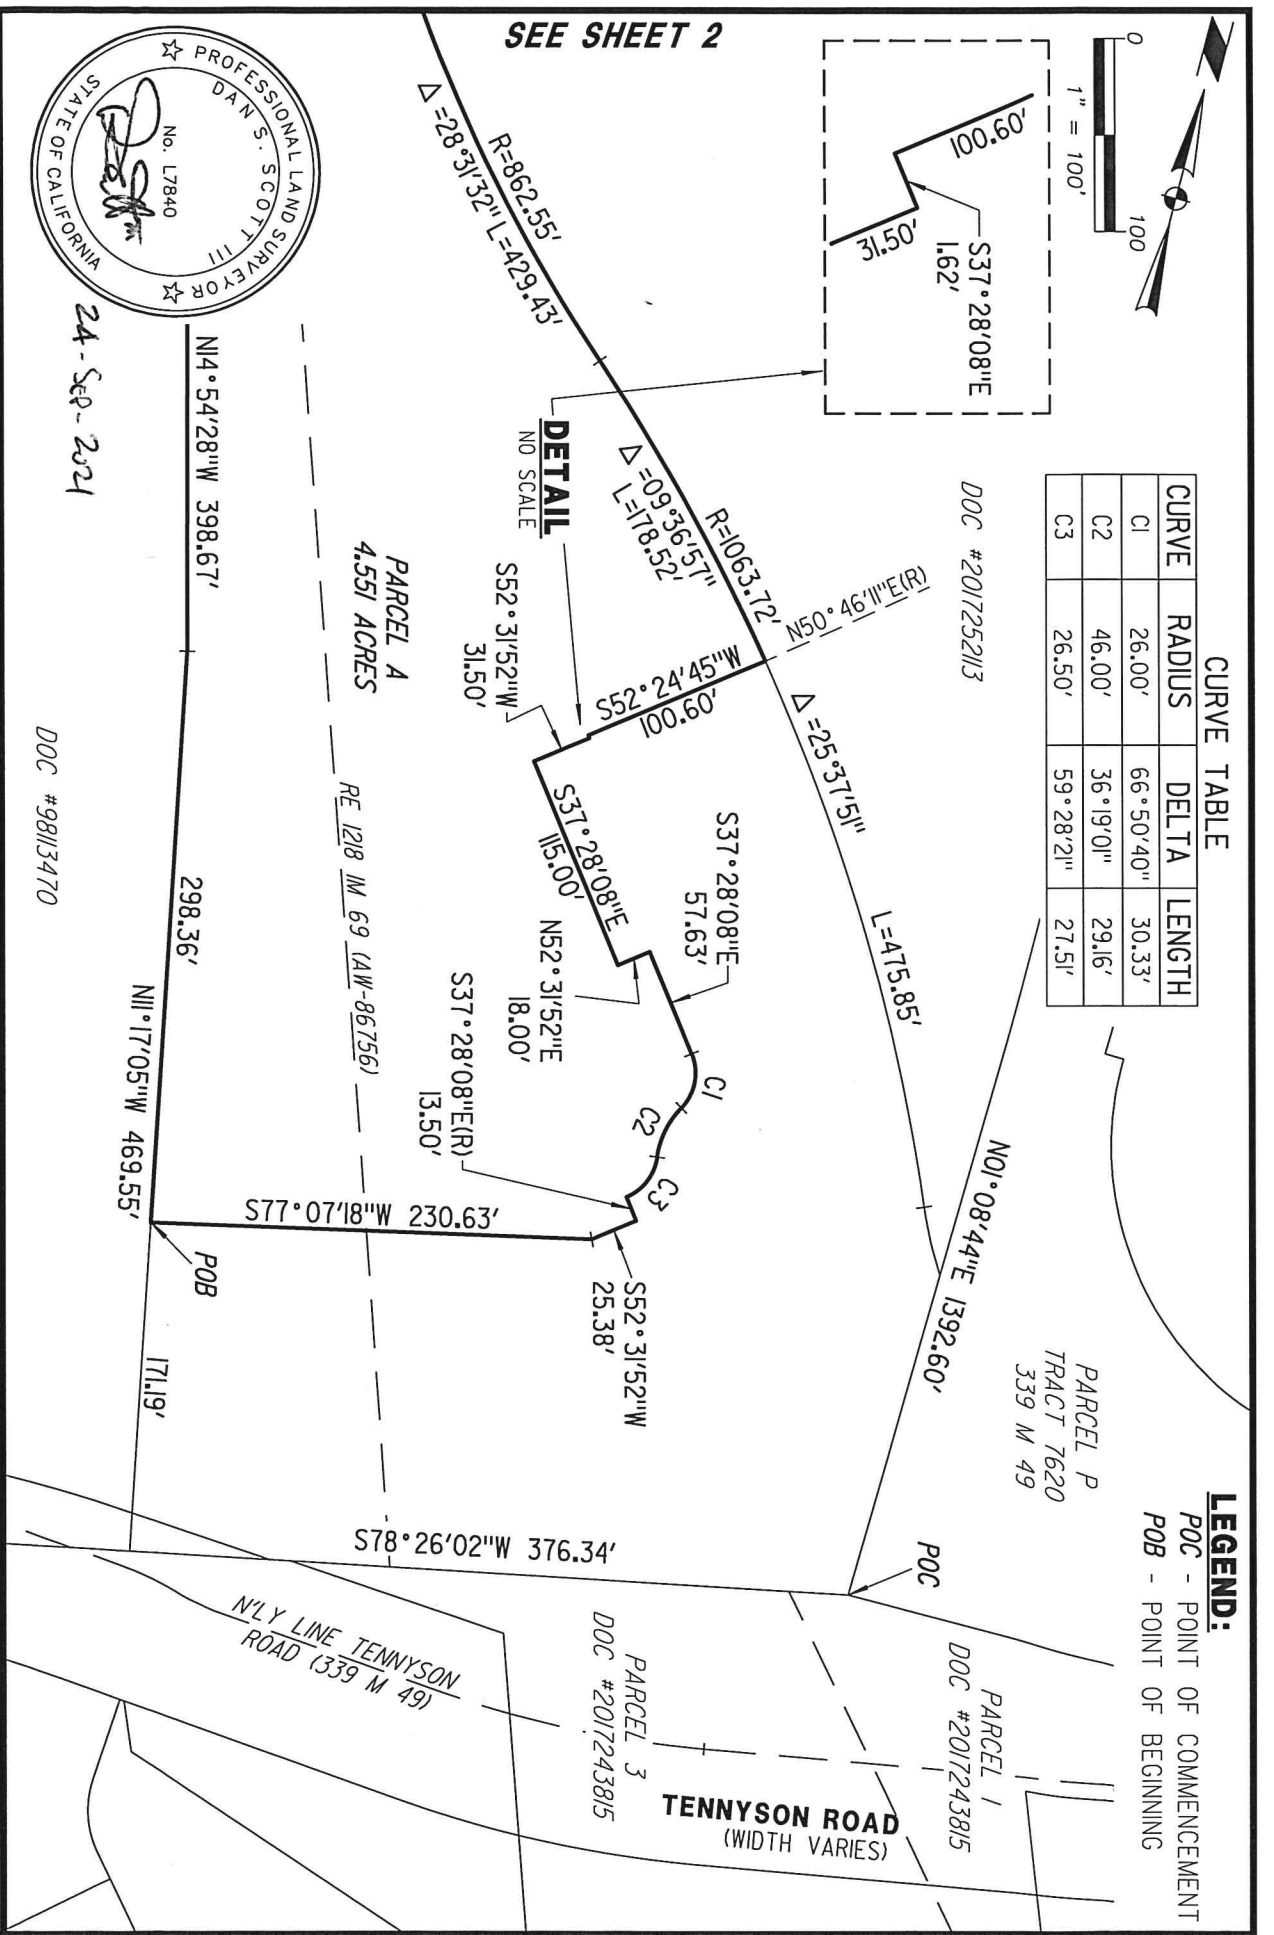 SEE SHEET 2
0
100
1" = 100'
100.60'
31.50'
S37°28'08"E
1.62'
CURVE TABLE
CURVE RADIUS DELTA LENGTH
C1 26.00' 66°50'40" 30.33'
C2 46.00' 36°19'01" 29.16'
C3 26.50' 59°28'21" 27.51'
LEGEND:
POC - POINT OF COMMENCEMENT
POB - POINT OF BEGINNING
DOC #2017252113
PARCEL P
TRACT 7620
339 M 49
R=862.55'
Δ=28°31'32" L=429.43'
R=1063.72'
Δ=09°36'57"
L=178.52'
N50°46'11"E(R)
Δ=25°37'51"
L=475.85'
N01°08'44"E 1392.60'
POC
DETAIL
NO SCALE
S52°24'45"W
100.60'
S52°31'52"W
31.50'
S37°28'08"E
115.00'
S37°28'08"E
57.63'
N52°31'52"E
18.00'
C1
C2
C3
S37°28'08"E(R)
13.50'
S52°31'52"W
25.38'
PARCEL A
4.551 ACRES
RE 1218 IM 69 (AW-86756)
S77°07'18"W 230.63'
S78°26'02"W 376.34'
PARCEL 1
DOC #2017243815
PARCEL 3
DOC #2017243815
TENNYSON ROAD
(WIDTH VARIES)
N'LY LINE TENNYSON
ROAD (339 M 49)
N14°54'28"W 398.67'
298.36'
N11°17'05"W 469.55'
POB
171.19'
DOC #98113470
PROFESSIONAL LAND SURVEYOR
DAN S. SCOTT III
No. L7840
STATE OF CALIFORNIA
24-Sep-2021